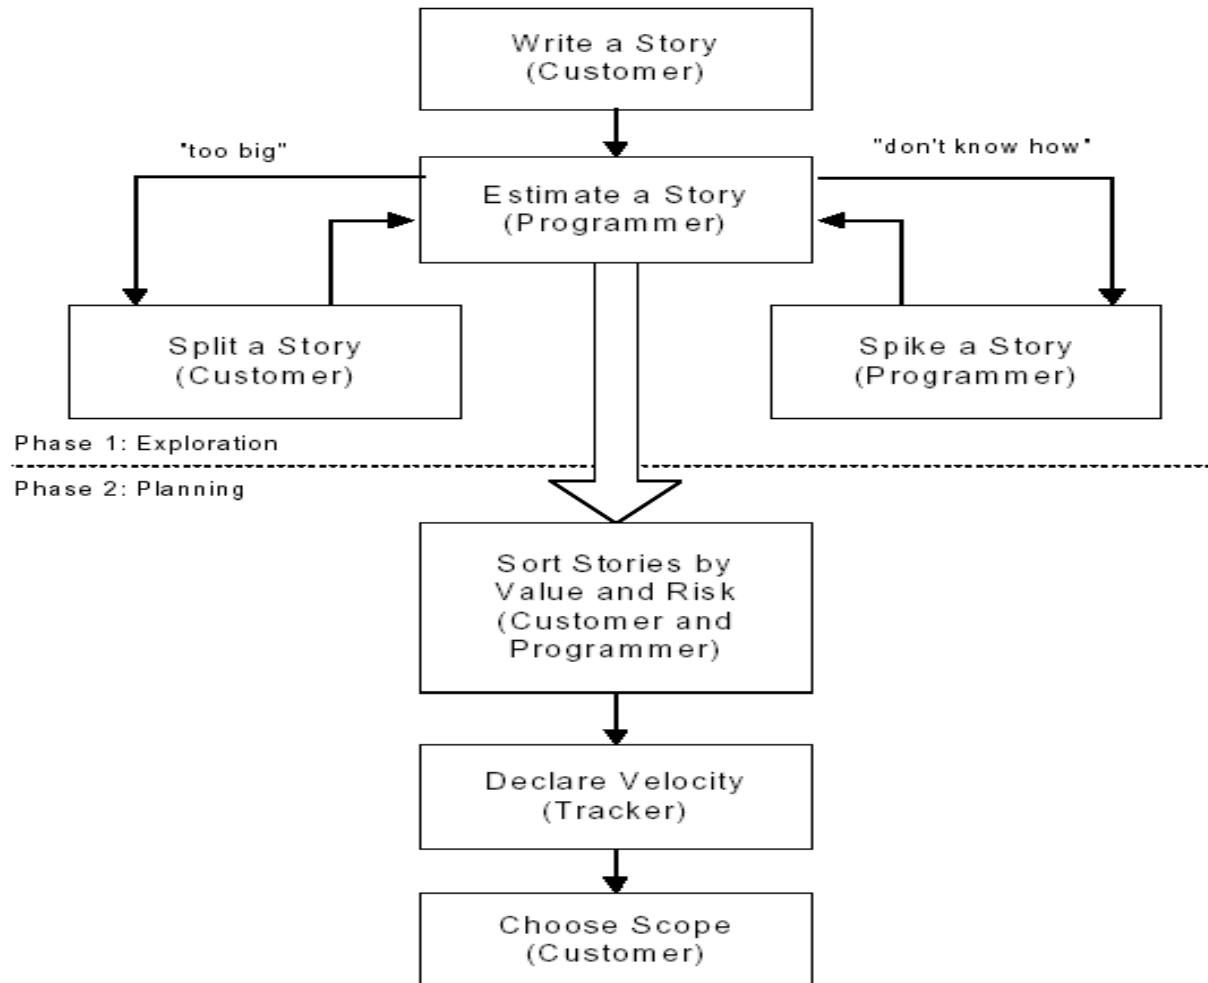 Write a Story
(Customer)
"too big"
"don't know how"
Estimate a Story
(Programmer)
Split a Story
(Customer)
Spike a Story
(Programmer)
Phase 1: Exploration
Phase 2: Planning
Sort Stories by
Value and Risk
(Customer and
Programmer)
Declare Velocity
(Tracker)
Choose Scope
(Customer)